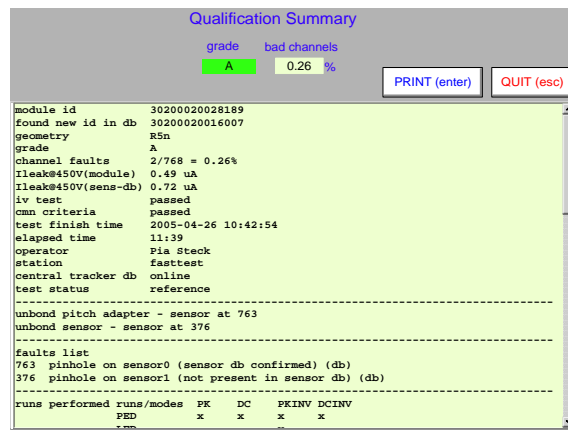 Qualification Summary
grade bad channels
A 0.26 %
PRINT (enter) QUIT (esc)
module id 30200020028189
found new id in db 30200020016007
geometry R5n
grade A
channel faults 2/768 = 0.26%
Ileak@450V(module) 0.49 uA
Ileak@450V(sens-db) 0.72 uA
iv test passed
cmn criteria passed
test finish time 2005-04-26 10:42:54
elapsed time 11:39
operator Pia Steck
station fasttest
central tracker db online
test status reference
--------------------------------------------------------------------------------
unbond pitch adapter - sensor at 763
unbond sensor - sensor at 376
--------------------------------------------------------------------------------
faults list
763 pinhole on sensor0 (sensor db confirmed) (db)
376 pinhole on sensor1 (not present in sensor db) (db)
--------------------------------------------------------------------------------
runs performed runs/modes PK DC PKINV DCINV
PED x x x x